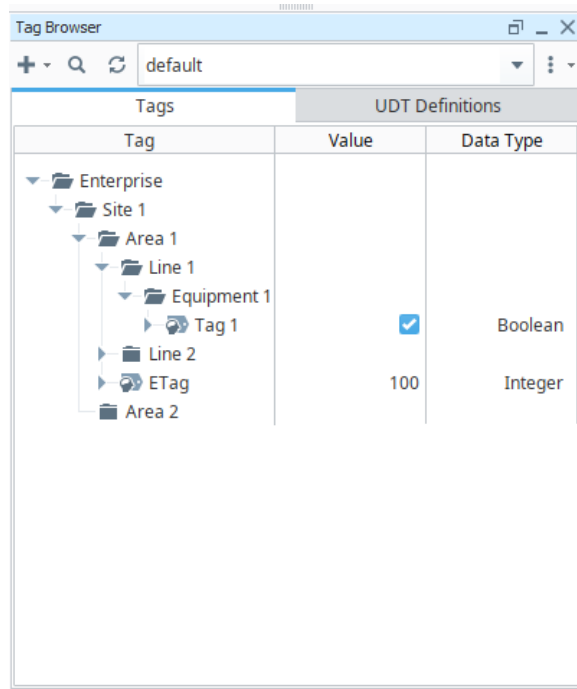 Tag Browser
default
Tags UDT Definitions
Tag Value Data Type
Enterprise
Site 1
Area 1
Line 1
Equipment 1
Tag 1 Boolean
Line 2
ETag 100 Integer
Area 2